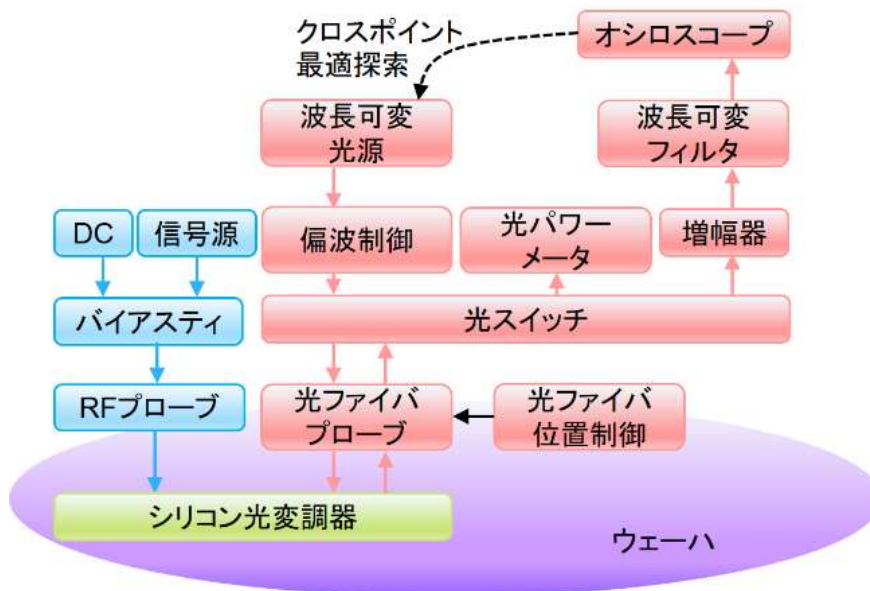 クロスポイント
最適探索
オシロスコープ
波長可変
光源
波長可変
フィルタ
DC
信号源
偏波制御
光パワー
メータ
増幅器
バイアスティ
光スイッチ
RFプローブ
光ファイバ
プローブ
光ファイバ
位置制御
シリコン光変調器
ウェーハ